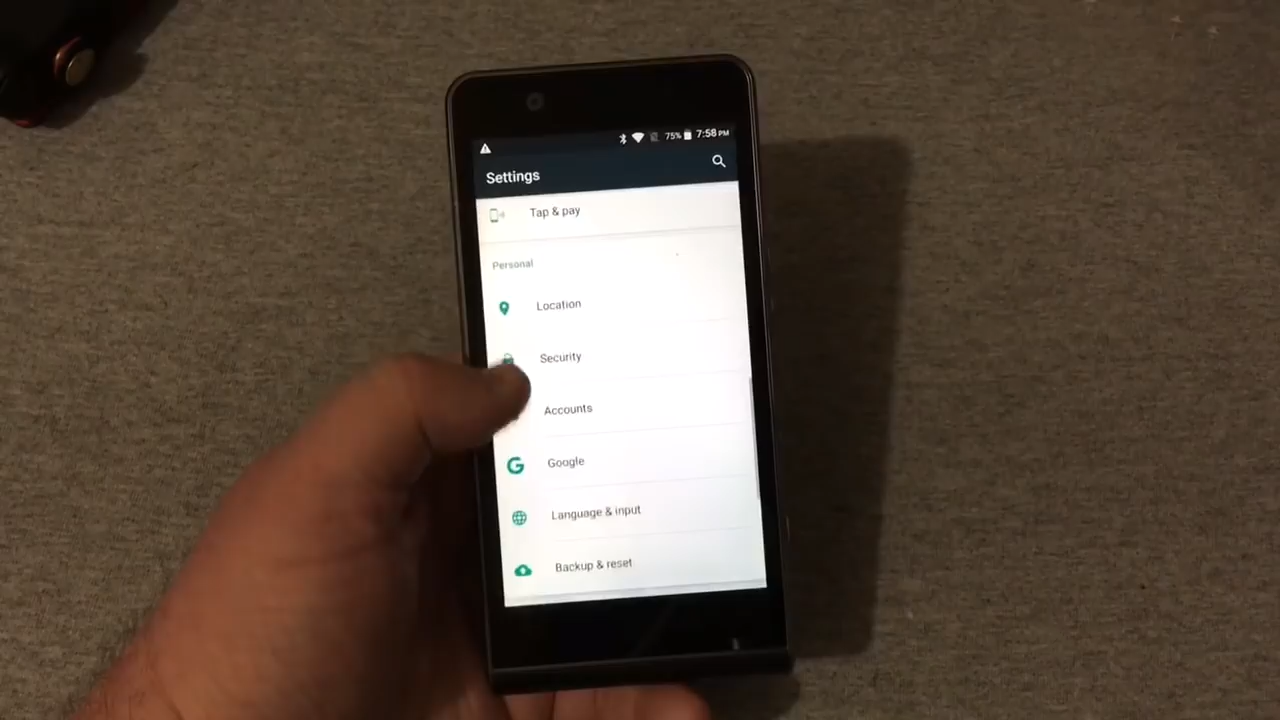 75% 7:58 PM
Settings
Tap & pay
Personal
Location
Security
Accounts
Google
Language & input
Backup & reset